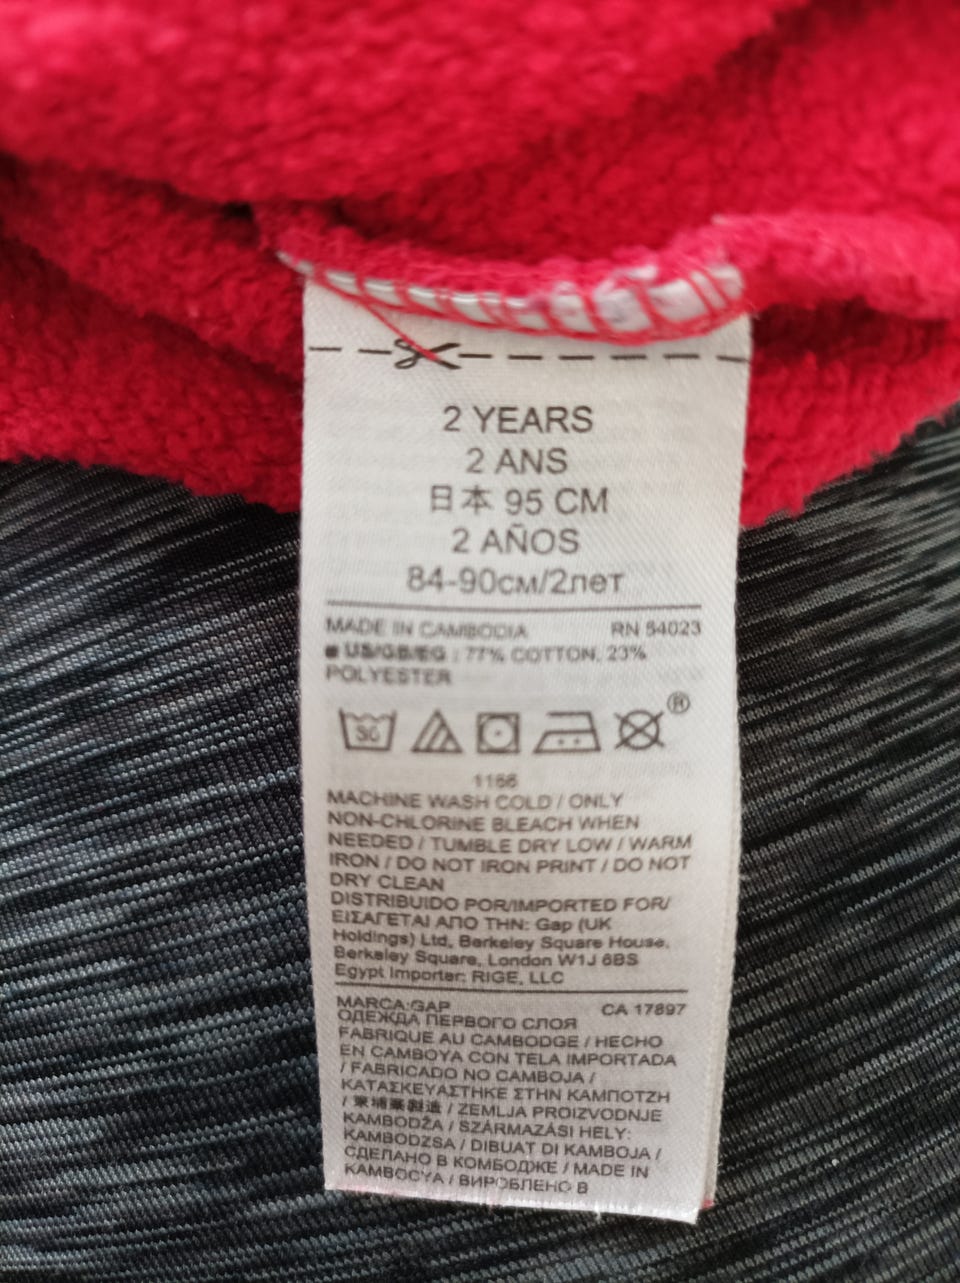 2 YEARS
2 ANS
日本 95 CM
2 AÑOS
84-90см/2лет
MADE IN CAMBODIA RN 54023
US/GB/EG : 77% COTTON, 23%
POLYESTER
30
®
1166
MACHINE WASH COLD / ONLY
NON-CHLORINE BLEACH WHEN
NEEDED / TUMBLE DRY LOW / WARM
IRON / DO NOT IRON PRINT / DO NOT
DRY CLEAN
DISTRIBUIDO POR/IMPORTED FOR/
ΕΙΣΑΓΕΤΑΙ ΑΠΟ ΤΗΝ: Gap (UK
Holdings) Ltd, Berkeley Square House,
Berkeley Square, London W1J 6BS
Egypt Importer: RIGE, LLC
MARCA:GAP CA 17897
ОДЕЖДА ПЕРВОГО СЛОЯ
FABRIQUE AU CAMBODGE / HECHO
EN CAMBOYA CON TELA IMPORTADA
/ FABRICADO NO CAMBOJA /
ΚΑΤΑΣΚΕΥΑΣΤΗΚΕ ΣΤΗΝ ΚΑΜΠΟΤΖΗ
/ 柬埔寨製造 / ZEMLJA PROIZVODNJE
KAMBODŽA / SZÁRMAZÁSI HELY:
KAMBODZSA / DIBUAT DI KAMBOJA /
СДЕЛАНО В КОМБОДЖЕ / MADE IN
KAMBOCYA / ВИРОБЛЕНО В